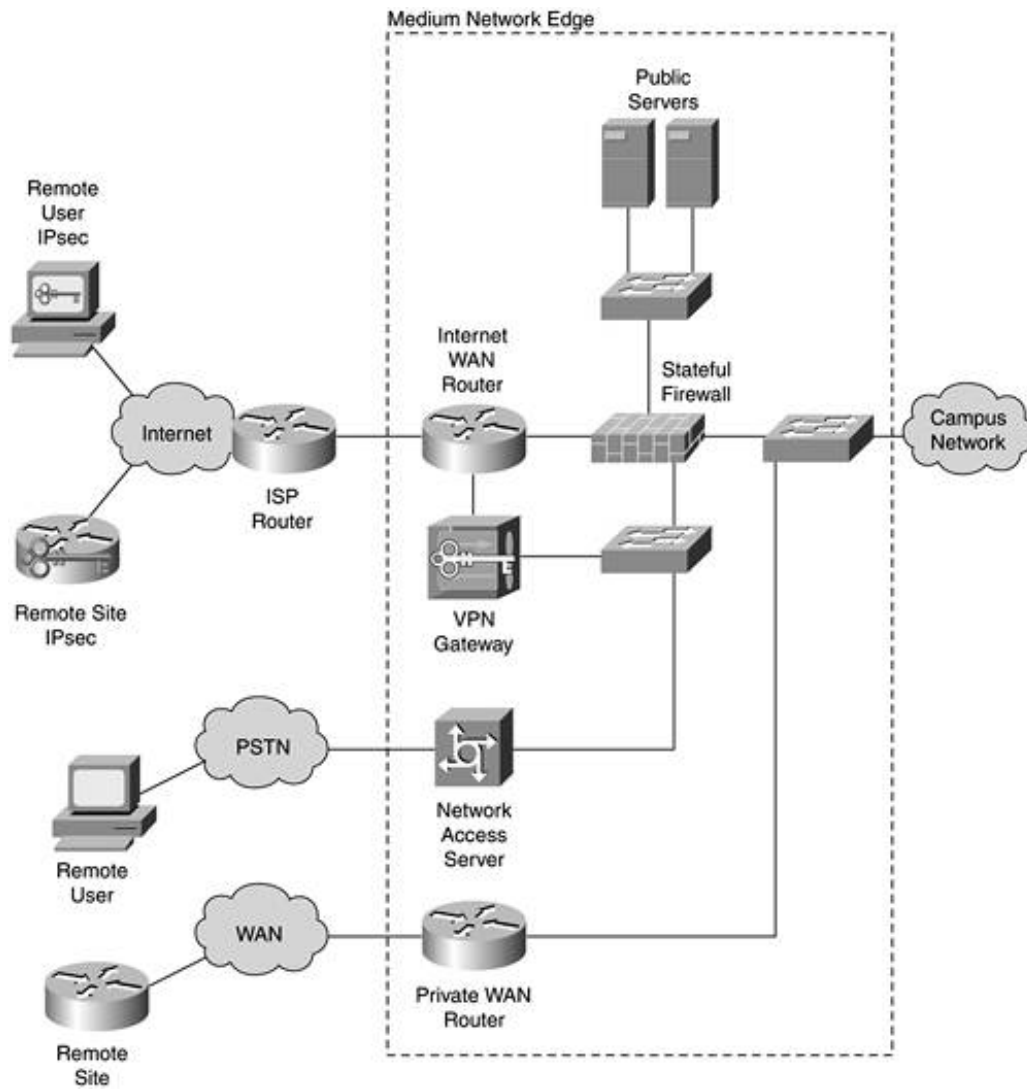 Medium Network Edge
Public
Servers
Remote
User
IPsec
Internet
WAN
Router
Stateful
Firewall
Internet
Campus
Network
ISP
Router
Remote Site
IPsec
VPN
Gateway
PSTN
Network
Access
Server
Remote
User
WAN
Private WAN
Router
Remote
Site